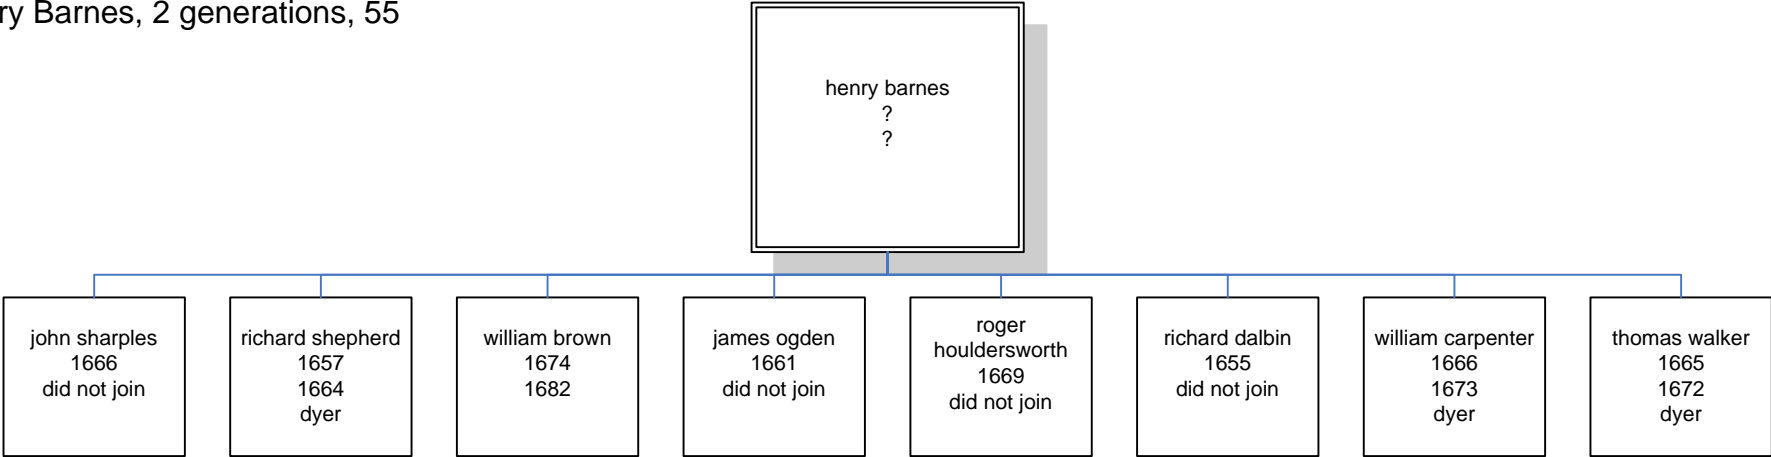 ry Barnes, 2 generations, 55
henry barnes
?
?
john sharples
1666
did not join
richard shepherd
1657
1664
dyer
william brown
1674
1682
james ogden
1661
did not join
roger
houldersworth
1669
did not join
richard dalbin
1655
did not join
william carpenter
1666
1673
dyer
thomas walker
1665
1672
dyer